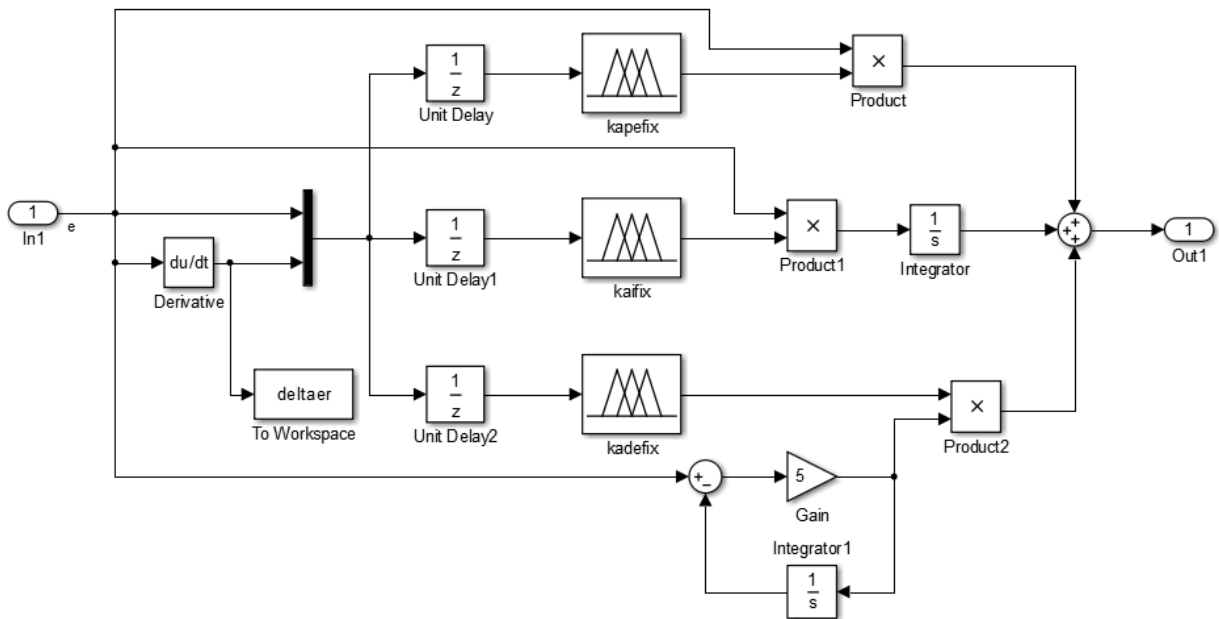 1
z
Unit Delay
kapefix
×
Product
1
In1
e
du/dt
Derivative
1
z
Unit Delay1
kaifix
×
Product1
1
s
Integrator
+
+
+
1
Out1
deltaer
To Workspace
1
z
Unit Delay2
kadefix
×
Product2
+
−
5
Gain
Integrator1
1
s